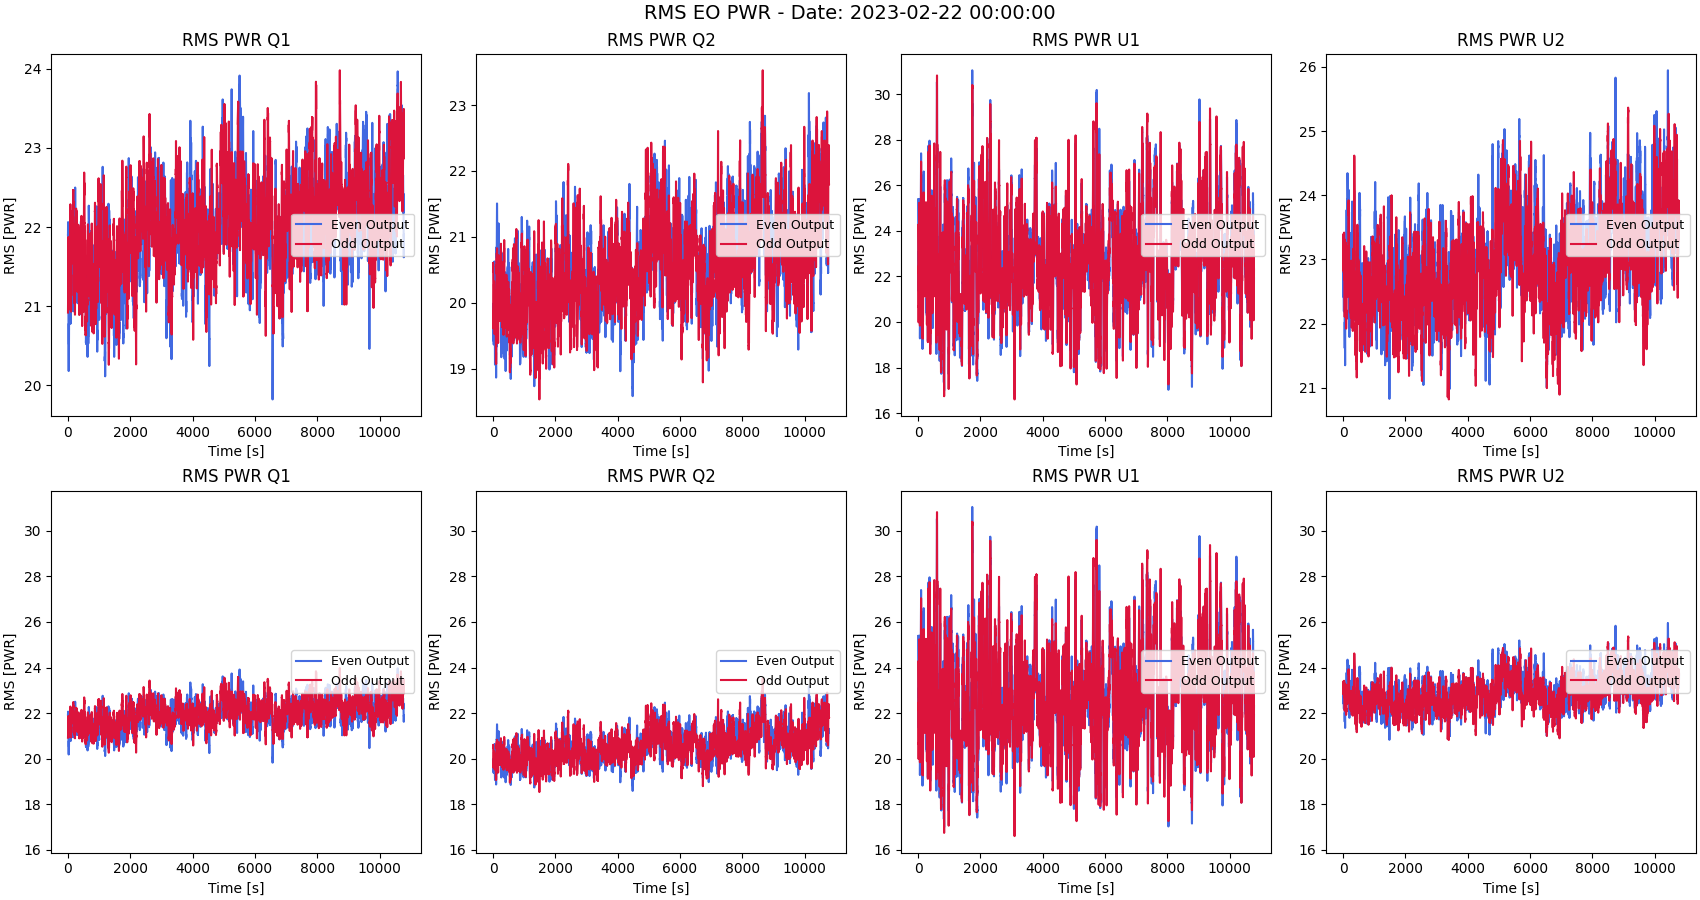 RMS EO PWR - Date: 2023-02-22 00:00:00
RMS PWR Q1
RMS [PWR]
24
23
22
21
20
Even Output
Odd Output
0 2000 4000 6000 8000 10000
Time [s]
RMS PWR Q2
RMS [PWR]
23
22
21
20
19
Even Output
Odd Output
0 2000 4000 6000 8000 10000
Time [s]
RMS PWR U1
RMS [PWR]
30
28
26
24
22
20
18
16
Even Output
Odd Output
0 2000 4000 6000 8000 10000
Time [s]
RMS PWR U2
RMS [PWR]
26
25
24
23
22
21
Even Output
Odd Output
0 2000 4000 6000 8000 10000
Time [s]
RMS PWR Q1
RMS [PWR]
30
28
26
24
22
20
18
16
Even Output
Odd Output
0 2000 4000 6000 8000 10000
Time [s]
RMS PWR Q2
RMS [PWR]
30
28
26
24
22
20
18
16
Even Output
Odd Output
0 2000 4000 6000 8000 10000
Time [s]
RMS PWR U1
RMS [PWR]
30
28
26
24
22
20
18
16
Even Output
Odd Output
0 2000 4000 6000 8000 10000
Time [s]
RMS PWR U2
RMS [PWR]
30
28
26
24
22
20
18
16
Even Output
Odd Output
0 2000 4000 6000 8000 10000
Time [s]